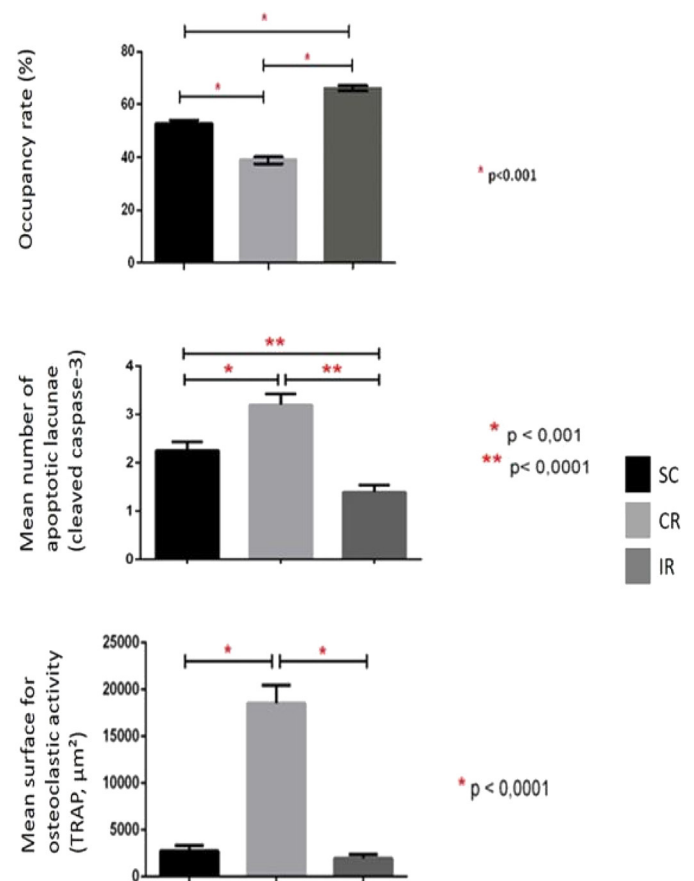 *
*
*
80
60
40
20
0
Occupancy rate (%)
* p<0.001
**
*
**
4
3
2
1
0
Mean number of
apoptotic lacunae
(cleaved caspase-3)
* p < 0,001
** p< 0,0001
SC
CR
IR
*
*
25000
20000
15000
10000
5000
0
Mean surface for
osteoclastic activity
(TRAP, µm²)
* p < 0,0001